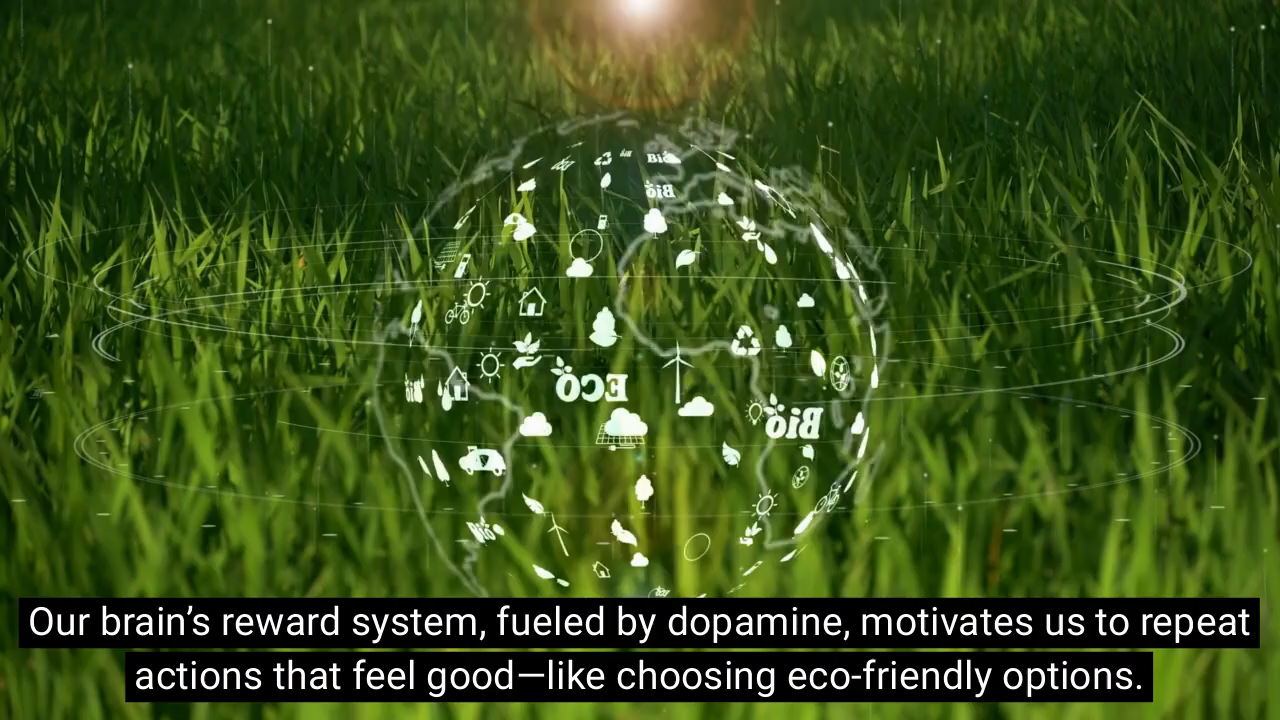 Bio
Bio
ECO
Bio
Bio
Our brain’s reward system, fueled by dopamine, motivates us to repeat
actions that feel good—like choosing eco-friendly options.